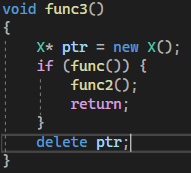 void func3()
{
    X* ptr = new X();
    if (func()) {
        func2();
        return;
    }
    delete ptr;
}